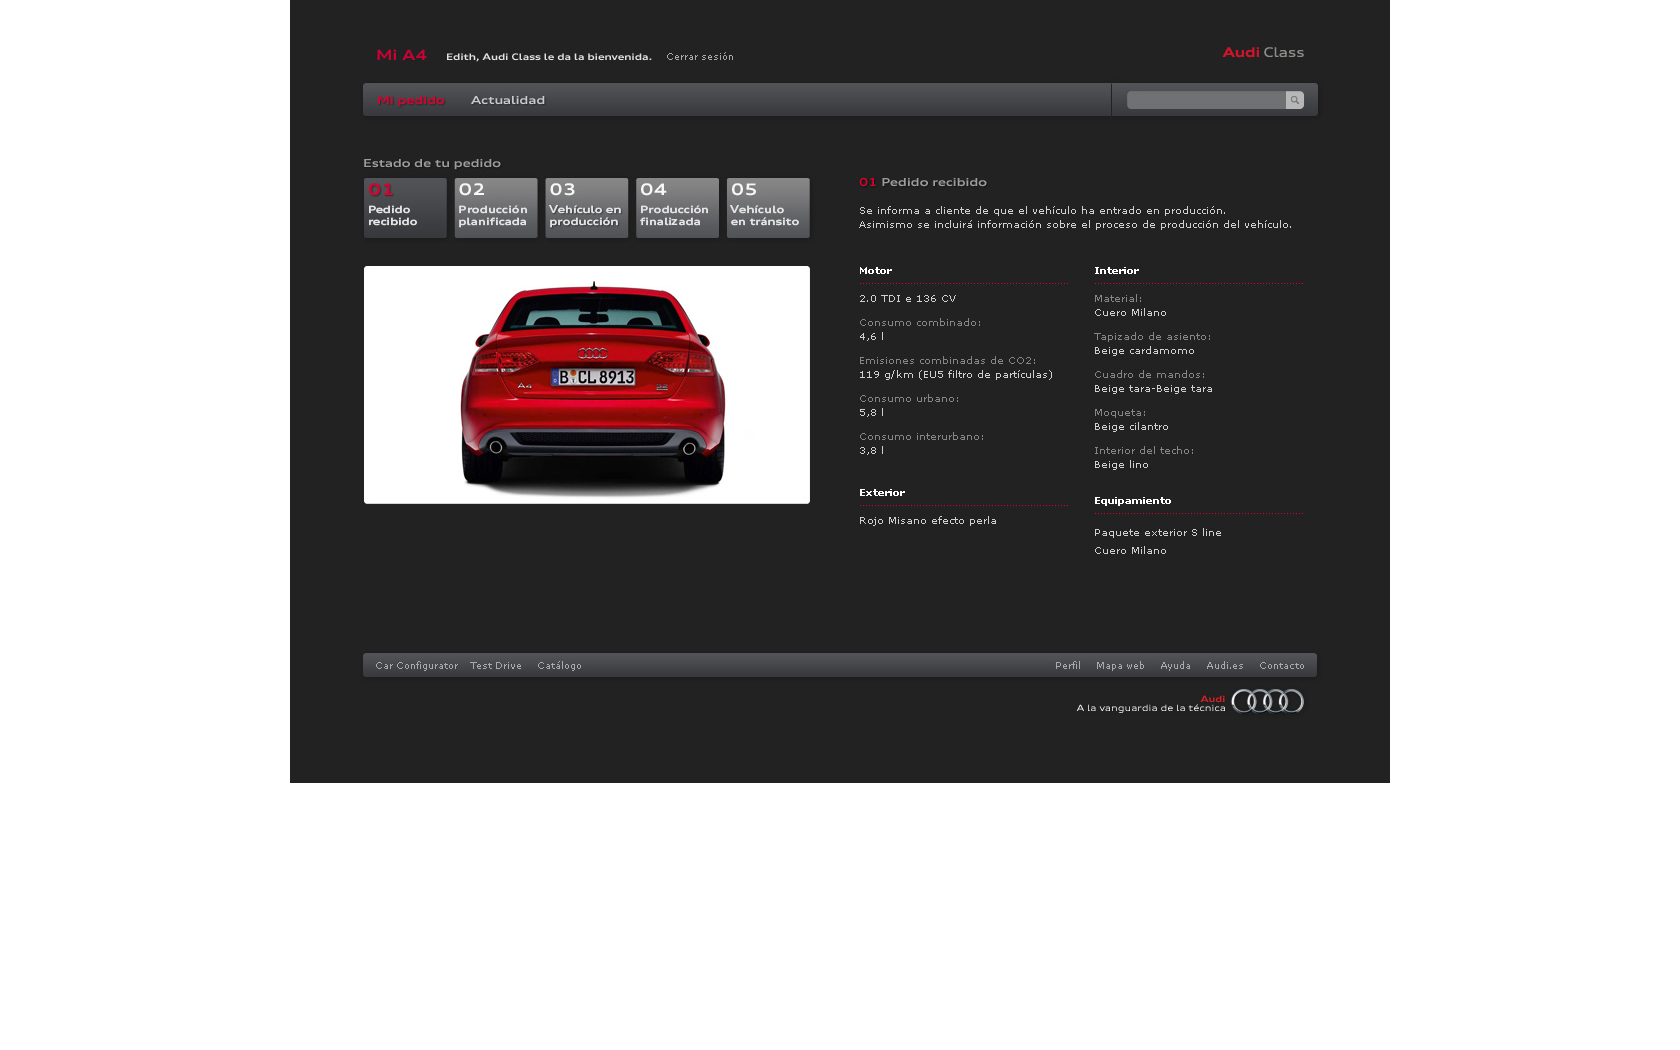 Mi A4
Edith, Audi Class le da la bienvenida.
Cerrar sesión
Audi Class
Mi pedido
Actualidad
Estado de tu pedido
01
Pedido
recibido
02
Producción
planificada
03
Vehículo en
producción
04
Producción
finalizada
05
Vehículo
en tránsito
A4
B CL 8913
01 Pedido recibido
Se informa a cliente de que el vehículo ha entrado en producción.
Asimismo se incluirá información sobre el proceso de producción del vehículo.
Motor
2.0 TDI e 136 CV
Consumo combinado:
4,6 l
Emisiones combinadas de CO2:
119 g/km (EU5 filtro de partículas)
Consumo urbano:
5,8 l
Consumo interurbano:
3,8 l
Exterior
Rojo Misano efecto perla
Interior
Material:
Cuero Milano
Tapizado de asiento:
Beige cardamomo
Cuadro de mandos:
Beige tara-Beige tara
Moqueta:
Beige cilantro
Interior del techo:
Beige lino
Equipamiento
Paquete exterior S line
Cuero Milano
Car Configurator
Test Drive
Catálogo
Perfil
Mapa web
Ayuda
Audi.es
Contacto
Audi
A la vanguardia de la técnica